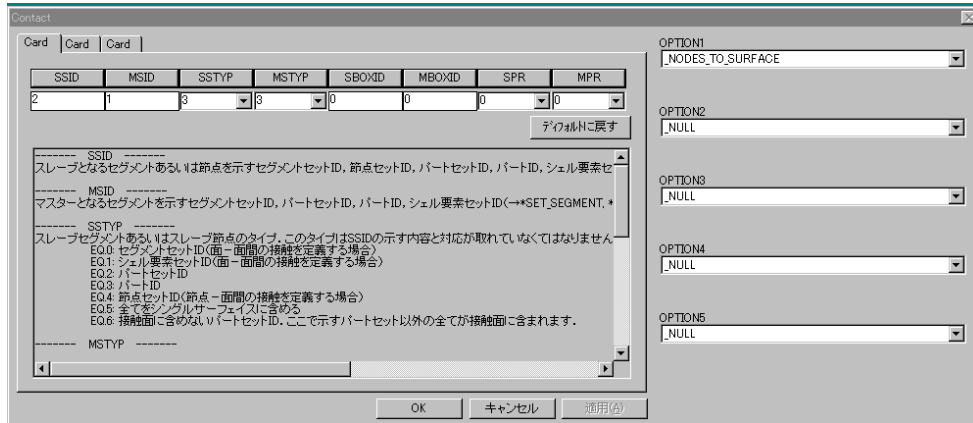 Contact
Card Card Card
SSID MSID SSTYP MSTYP SBOXID MBOXID SPR MPR
2 1 3 3 0 0 0 0
ディフォルトに戻す
------- SSID -------
スレーブとなるセグメントあるいは節点を示すセグメントセットID, 節点セットID, パートセットID, パートID, シェル要素セ
------- MSID -------
マスターとなるセグメントを示すセグメントセットID, パートセットID, パートID, シェル要素セットID(→*SET_SEGMENT, *
------- SSTYP -------
スレーブセグメントあるいはスレーブ節点のタイプ. このタイプはSSIDの示す内容と対応が取れていなくてはなりません
EQ.0: セグメントセットID(面－面間の接触を定義する場合)
EQ.1: シェル要素セットID(面－面間の接触を定義する場合)
EQ.2: パートセットID
EQ.3: パートID
EQ.4: 節点セットID(節点－面間の接触を定義する場合)
EQ.5: 全てをシングルサーフェイスに含める
EQ.6: 接触面に含めないパートセットID. ここで示すパートセット以外の全てが接触面に含まれます.
------- MSTYP -------
OK キャンセル 適用(A)
OPTION1
_NODES_TO_SURFACE
OPTION2
_NULL
OPTION3
_NULL
OPTION4
_NULL
OPTION5
_NULL